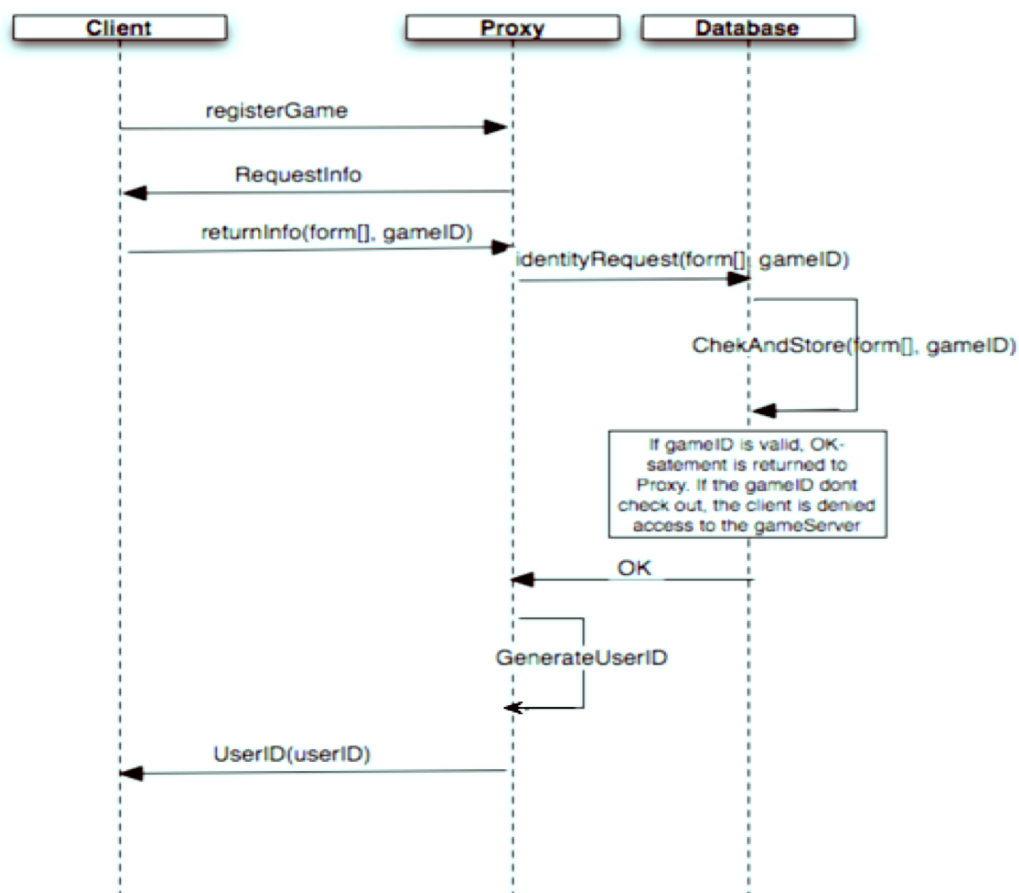 Client
Proxy
Database
registerGame
RequestInfo
returnInfo(form[], gameID)
identityRequest(form[], gameID)
ChekAndStore(form[], gameID)
If gameID is valid, OK-
satement is returned to
Proxy. If the gameID dont
check out, the client is denied
access to the gameServer
OK
GenerateUserID
UserID(userID)